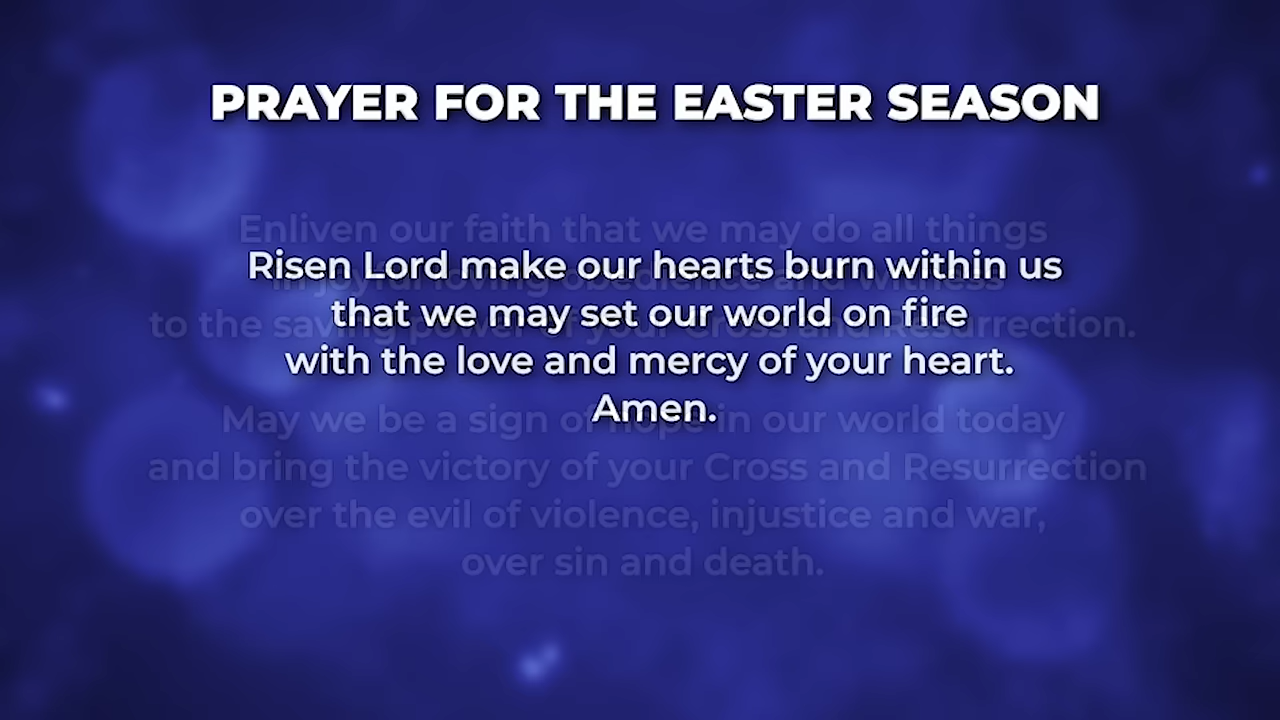 PRAYER FOR THE EASTER SEASON
Enliven our faith that we may do all things
Risen Lord make our hearts burn within us
in joyful loving obedience and witness
that we may set our world on fire
to the saving power of your Cross and Resurrection.
with the love and mercy of your heart.
Amen.
May we be a sign of hope in our world today
and bring the victory of your Cross and Resurrection
over the evil of violence, injustice and war,
over sin and death.